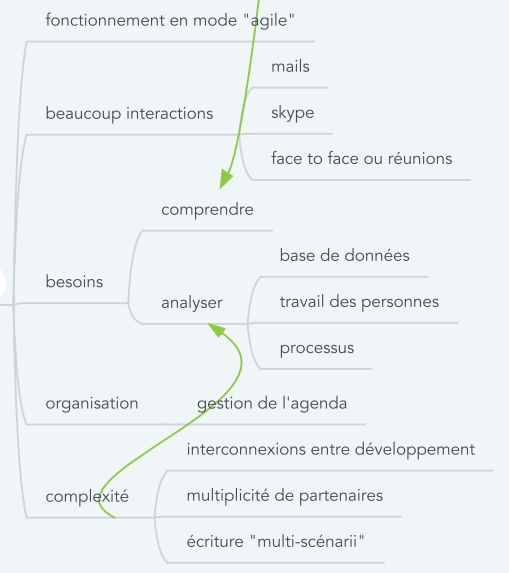 fonctionnement en mode "agile"
beaucoup interactions
mails
skype
face to face ou réunions
besoins
comprendre
analyser
base de données
travail des personnes
processus
organisation
gestion de l'agenda
complexité
interconnexions entre développement
multiplicité de partenaires
écriture "multi-scénarii"